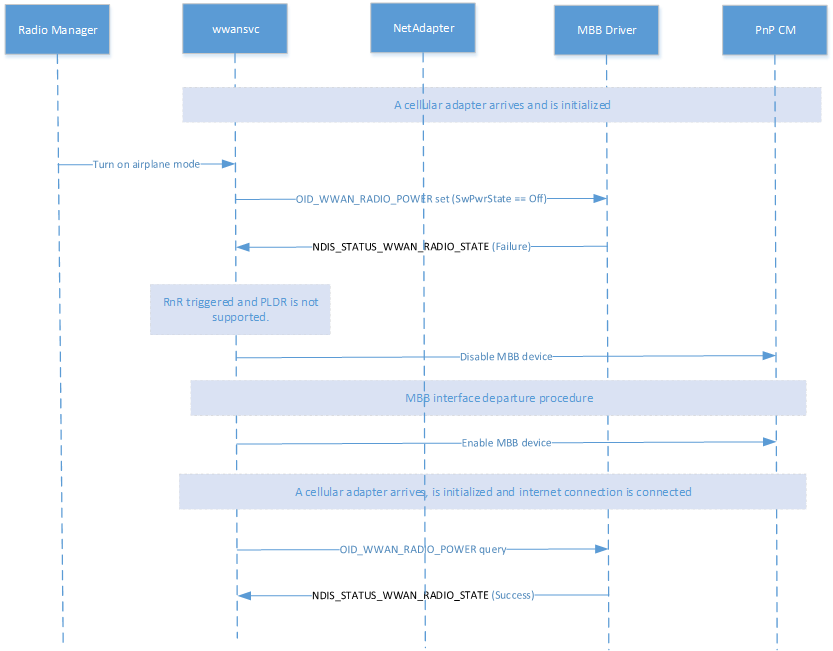 Radio Manager
wwansvc
NetAdapter
MBB Driver
PnP CM
A cellular adapter arrives and is initialized
Turn on airplane mode
OID_WWAN_RADIO_POWER set (SwPwrState == Off)
NDIS_STATUS_WWAN_RADIO_STATE (Failure)
RnR triggered and PLDR is not
supported.
Disable MBB device
MBB interface departure procedure
Enable MBB device
A cellular adapter arrives, is initialized and internet connection is connected
OID_WWAN_RADIO_POWER query
NDIS_STATUS_WWAN_RADIO_STATE (Success)